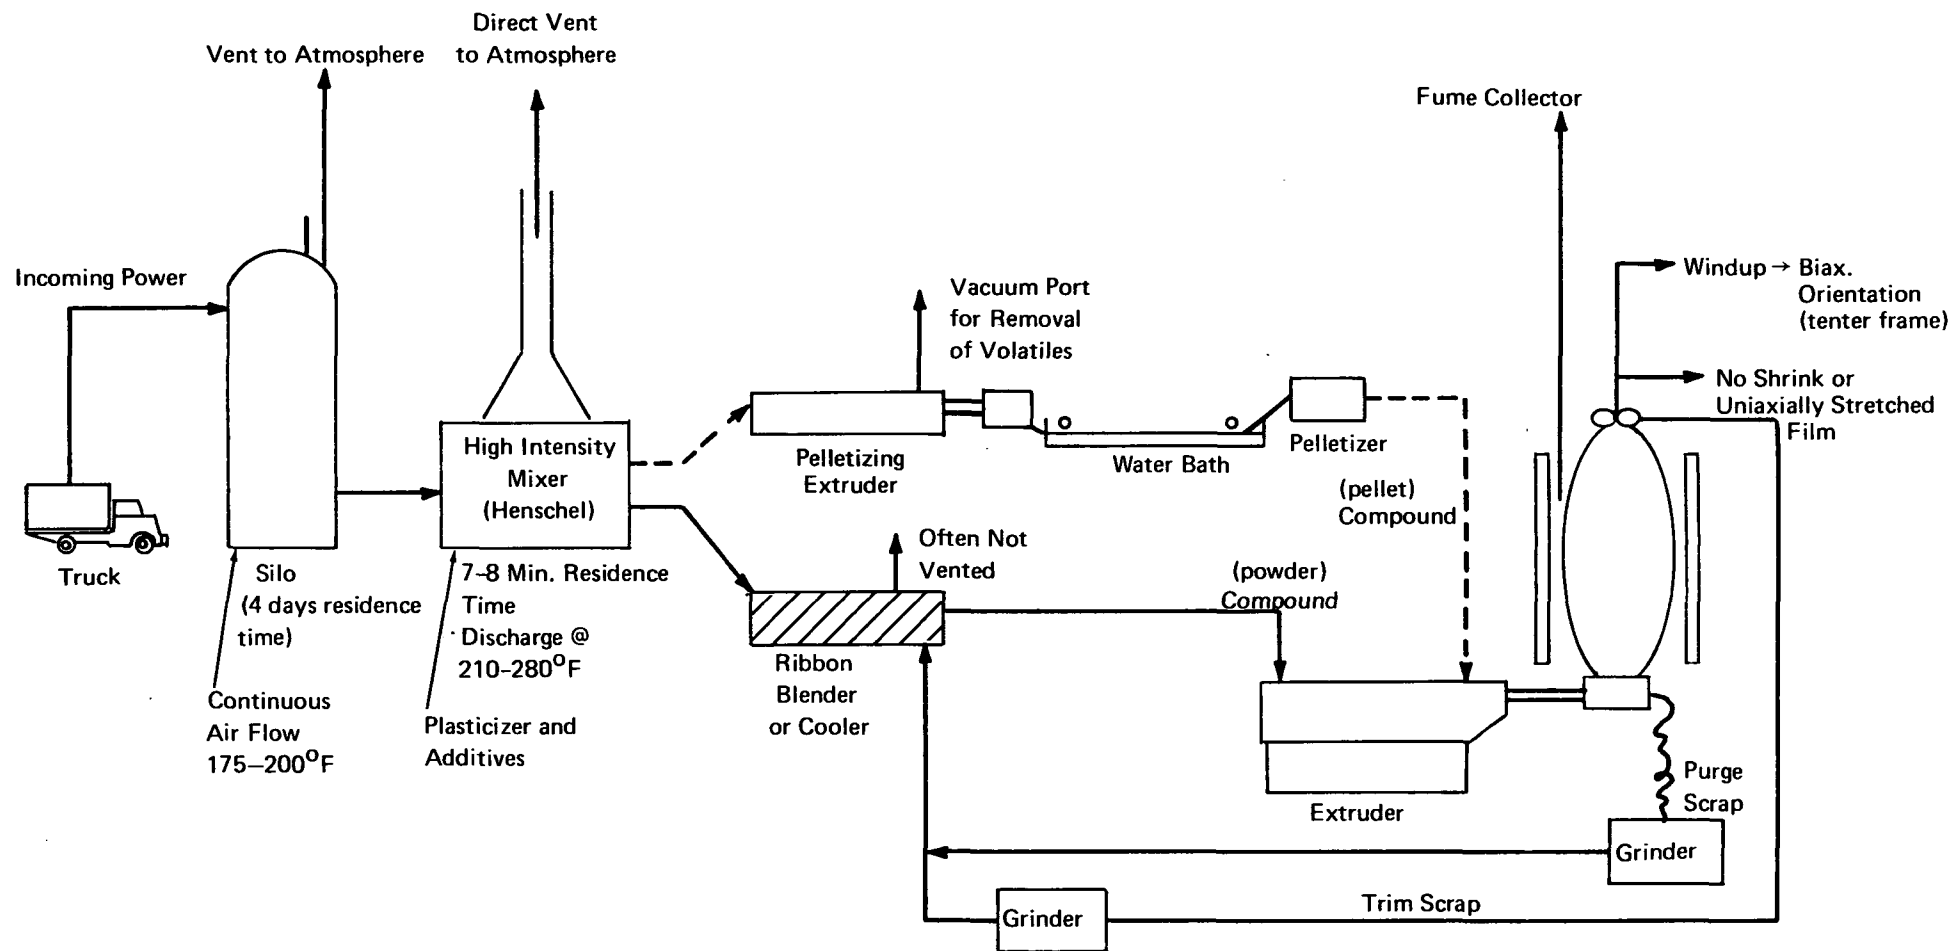 Direct Vent
to Atmosphere
Vent to Atmosphere
Fume Collector
Incoming Power
Windup → Biax.
Orientation
(tenter frame)
Vacuum Port
for Removal
of Volatiles
No Shrink or
Uniaxially Stretched
Film
High Intensity
Mixer
(Henschel)
Pelletizing
Extruder
Water Bath
Pelletizer
(pellet)
Compound
Truck
Silo
(4 days residence
time)
7–8 Min. Residence
Time
Discharge @
210–280°F
Often Not
Vented
(powder)
Compound
Continuous
Air Flow
175–200°F
Plasticizer and
Additives
Ribbon
Blender
or Cooler
Extruder
Purge
Scrap
Grinder
Grinder
Trim Scrap